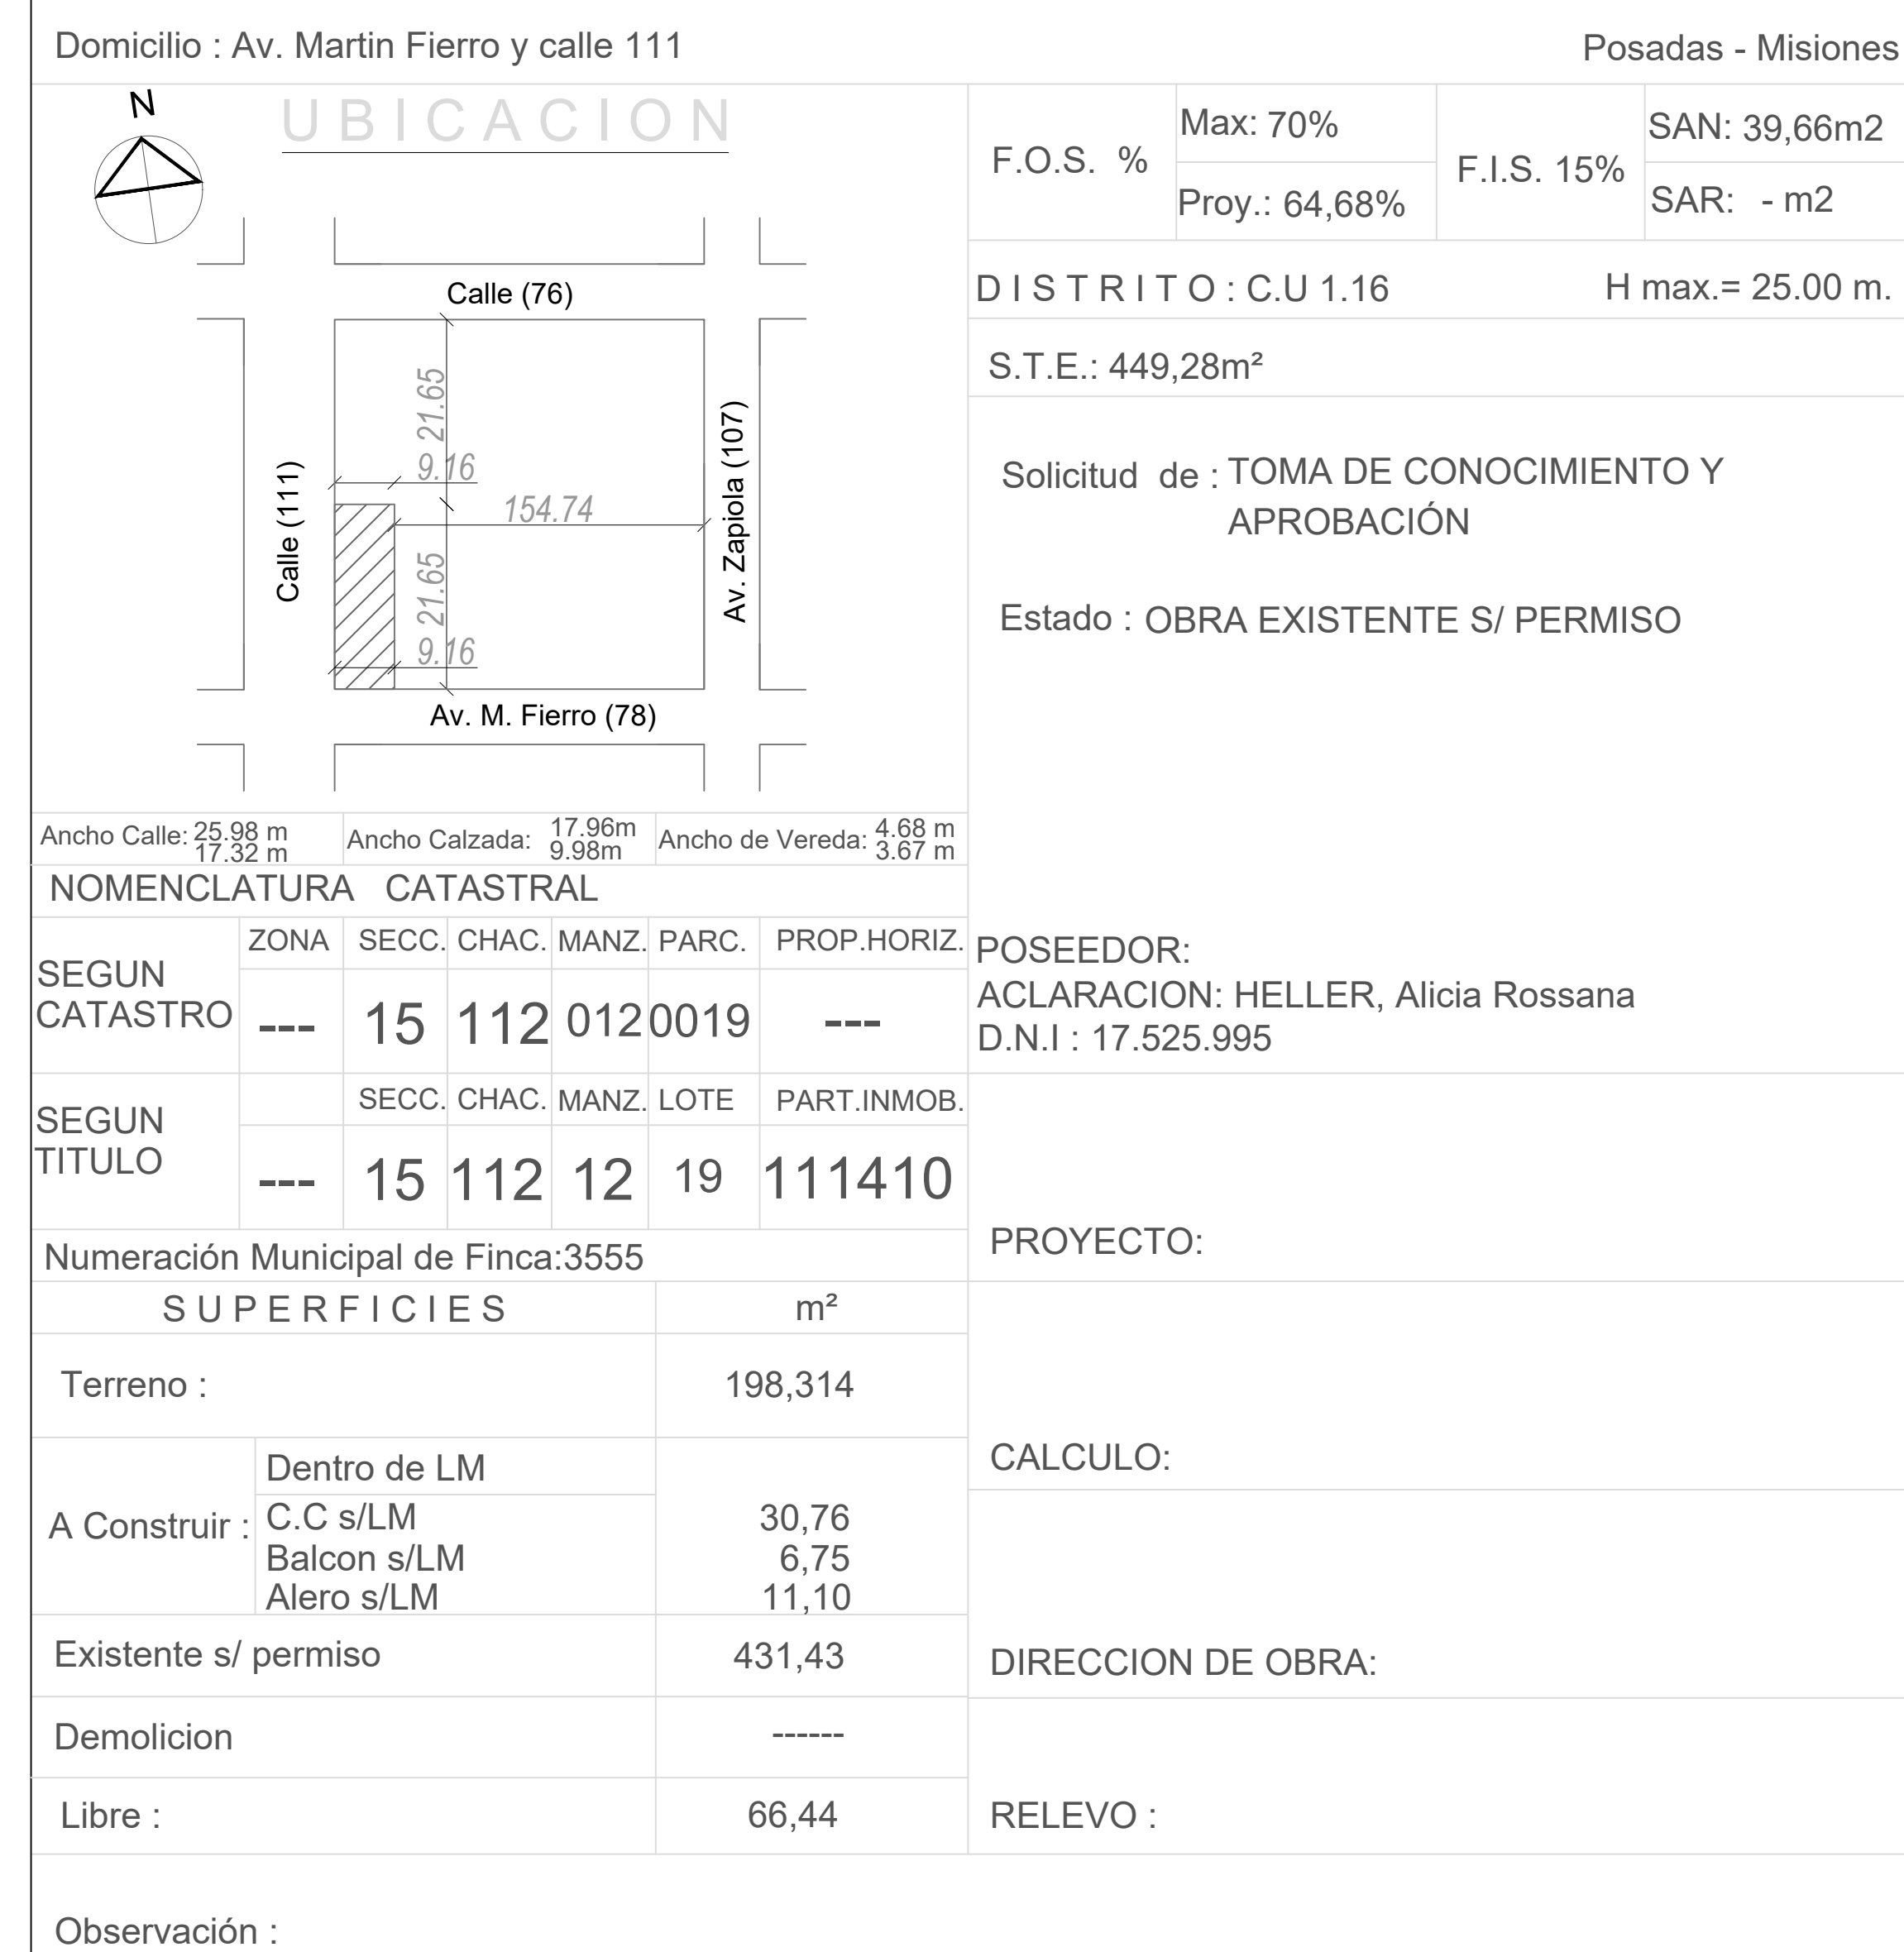 Domicilio : Av. Martin Fierro y calle 111
Posadas - Misiones
N
UBICACION
Calle (76)
21.65
9.16
154.74
Calle (111)
Av. Zapiola (107)
21.65
9.16
Av. M. Fierro (78)
F.O.S. %
Max: 70%
Proy.: 64,68%
F.I.S. 15%
SAN: 39,66m2
SAR: - m2
DISTRITO: C.U 1.16
H max.= 25.00 m.
S.T.E.: 449,28m²
Solicitud de : TOMA DE CONOCIMIENTO Y
APROBACIÓN
Estado : OBRA EXISTENTE S/ PERMISO
Ancho Calle: 25.98 m
17.32 m
Ancho Calzada: 17.96m
9.98m
Ancho de Vereda: 4.68 m
3.67 m
NOMENCLATURA CATASTRAL
SEGUN
CATASTRO
ZONA SECC. CHAC. MANZ. PARC. PROP.HORIZ.
--- 15 112 012 0019 ---
SEGUN
TITULO
SECC. CHAC. MANZ. LOTE PART.INMOB.
--- 15 112 12 19 111410
Numeración Municipal de Finca:3555
SUPERFICIES m²
Terreno : 198,314
A Construir :
Dentro de LM
C.C s/LM 30,76
Balcon s/LM 6,75
Alero s/LM 11,10
Existente s/ permiso 431,43
Demolicion ------
Libre : 66,44
Observación :
POSEEDOR:
ACLARACION: HELLER, Alicia Rossana
D.N.I : 17.525.995
PROYECTO:
CALCULO:
DIRECCION DE OBRA:
RELEVO :